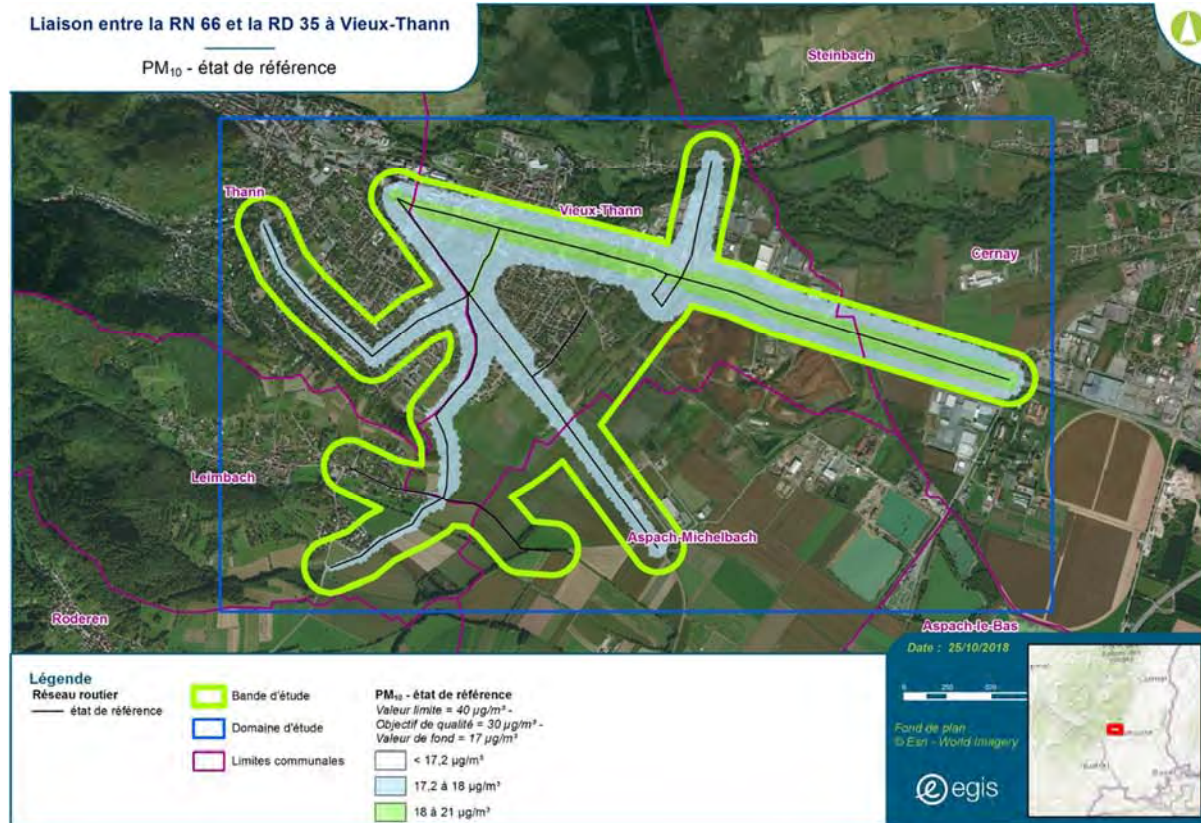 Liaison entre la RN 66 et la RD 35 à Vieux-Thann
PM₁₀ - état de référence
Steinbach
Thann
Vieux-Thann
Cernay
Leimbach
Aspach-Michelbach
Roderen
Aspach-le-Bas
Légende
Réseau routier
état de référence
Bande d'étude
Domaine d'étude
Limites communales
PM₁₀ - état de référence
Valeur limite = 40 µg/m³ -
Objectif de qualité = 30 µg/m³ -
Valeur de fond = 17 µg/m³
< 17,2 µg/m³
17,2 à 18 µg/m³
18 à 21 µg/m³
Date : 25/10/2018
0 250
Fond de plan :
© Esri - World Imagery
egis